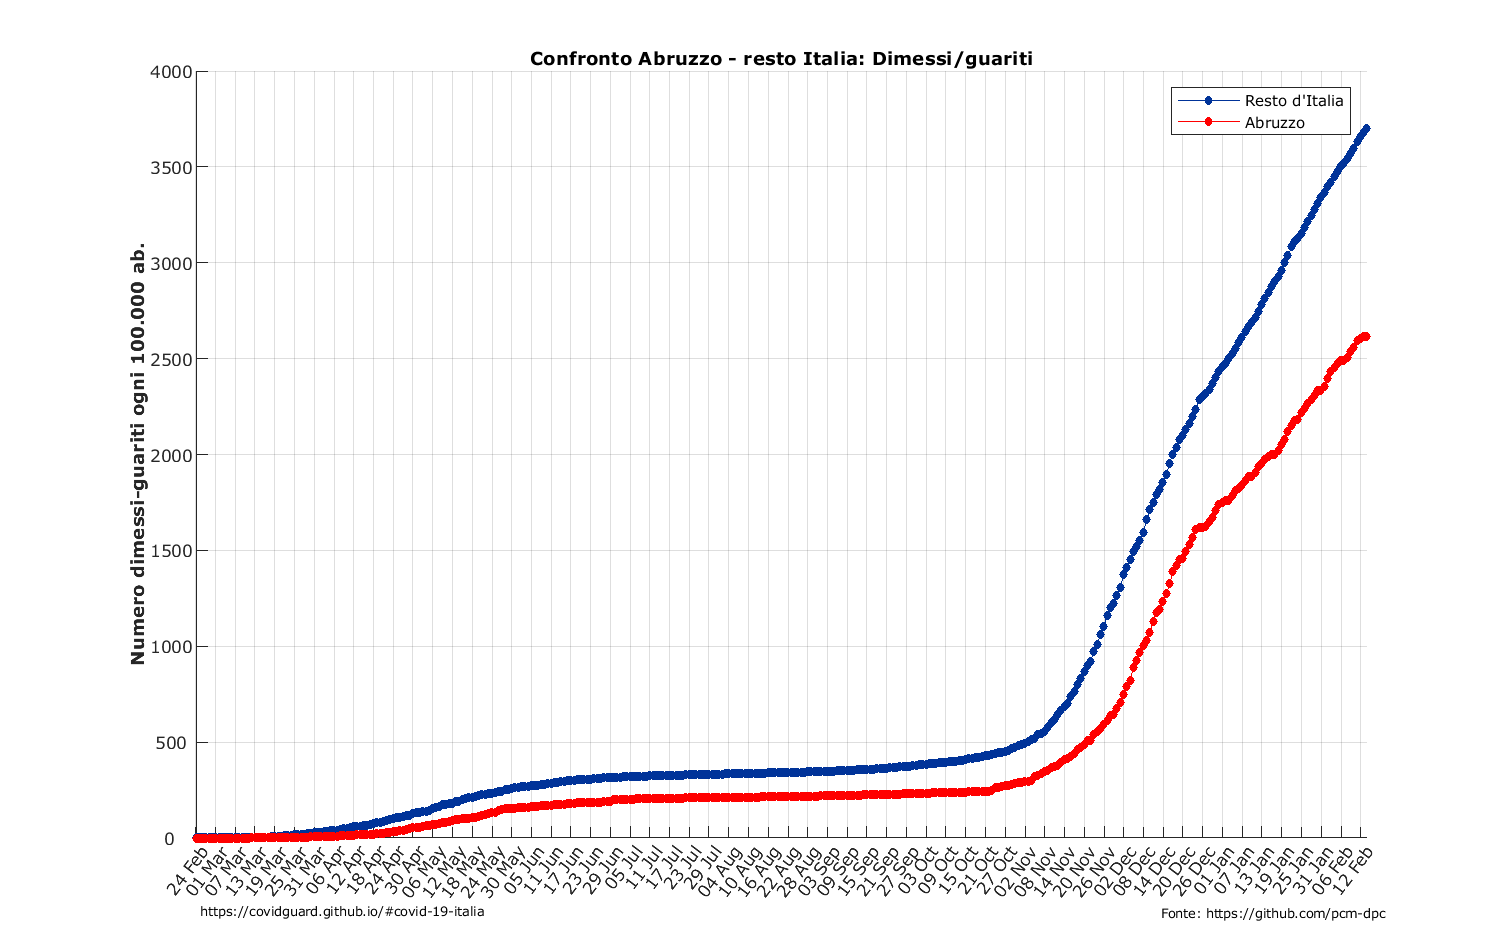 Confronto Abruzzo - resto Italia: Dimessi/guariti
Resto d'Italia
Abruzzo
Numero dimessi-guariti ogni 100.000 ab.
4000
3500
3000
2500
2000
1500
1000
500
0
24 Feb
01 Mar
07 Mar
13 Mar
19 Mar
25 Mar
31 Mar
06 Apr
12 Apr
18 Apr
24 Apr
30 Apr
06 May
12 May
18 May
24 May
30 May
05 Jun
11 Jun
17 Jun
23 Jun
29 Jun
05 Jul
11 Jul
17 Jul
23 Jul
29 Jul
04 Aug
10 Aug
16 Aug
22 Aug
28 Aug
03 Sep
09 Sep
15 Sep
21 Sep
27 Sep
03 Oct
09 Oct
15 Oct
21 Oct
27 Oct
02 Nov
08 Nov
14 Nov
20 Nov
26 Nov
02 Dec
08 Dec
14 Dec
20 Dec
26 Dec
01 Jan
07 Jan
13 Jan
19 Jan
25 Jan
31 Jan
06 Feb
12 Feb
https://covidguard.github.io/#covid-19-italia
Fonte: https://github.com/pcm-dpc